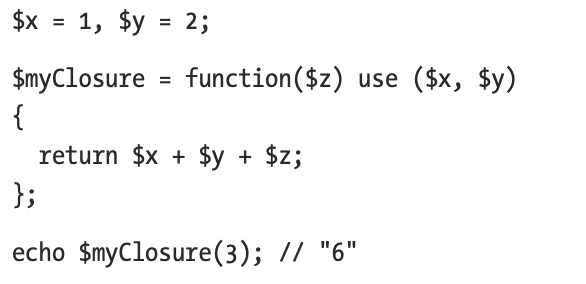 $x = 1, $y = 2;
$myClosure = function($z) use ($x, $y)
{
  return $x + $y + $z;
};
echo $myClosure(3); // "6"